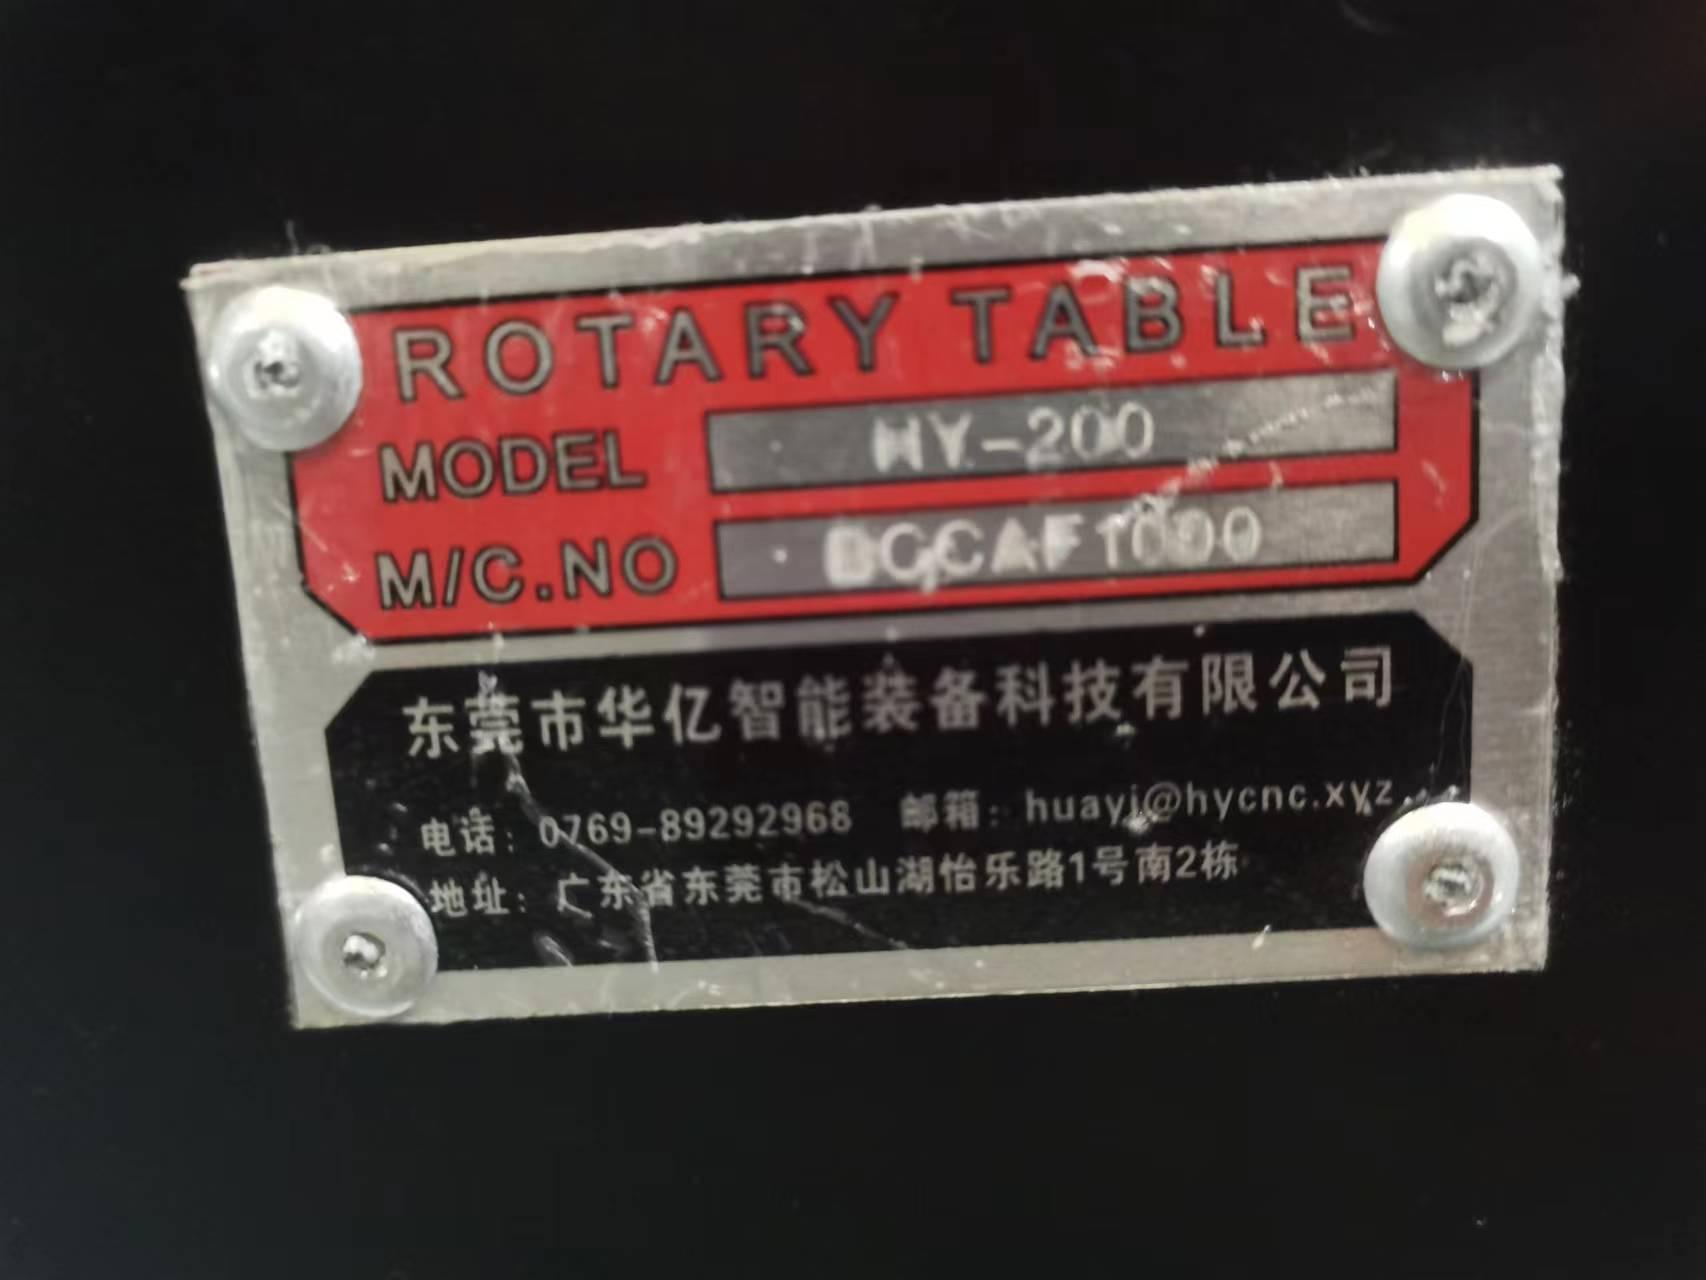 ROTARY TABLE
MODEL HY-200
M/C.NO
东莞市华亿智能装备科技有限公司
电话：0769-89292968 邮箱：huayi@hycnc.xyz
地址：广东省东莞市松山湖怡乐路1号南2栋